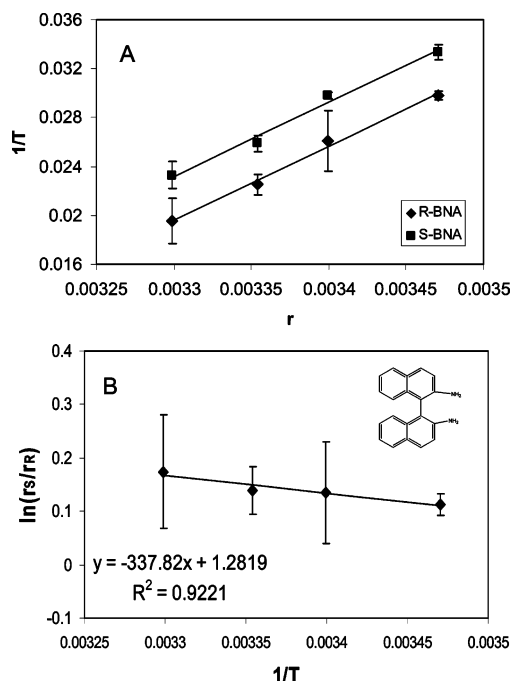 A
1/T
0.036
0.032
0.028
0.024
0.02
0.016
R-BNA
S-BNA
0.00325 0.0033 0.00335 0.0034 0.00345 0.0035
r
B
ln(rS/rR)
0.4
0.3
0.2
0.1
0
-0.1
NH₂
NH₂
y = -337.82x + 1.2819
R² = 0.9221
0.00325 0.0033 0.00335 0.0034 0.00345 0.0035
1/T